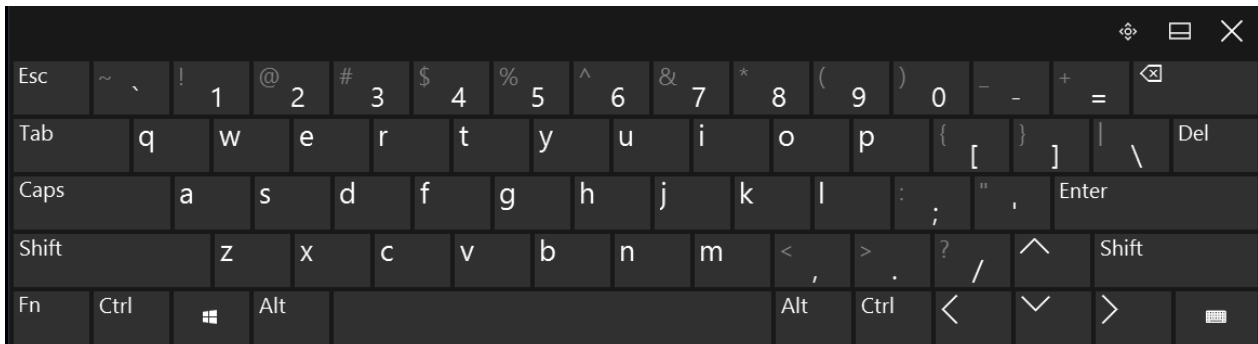 Esc ~ ` ! 1 @ 2 # 3 $ 4 % 5 ^ 6 & 7 * 8 ( 9 ) 0 _ - + =
Tab q w e r t y u i o p { [ } ] | \ Del
Caps a s d f g h j k l : ; " ' Enter
Shift z x c v b n m < , > . ? / Shift
Fn Ctrl Alt Alt Ctrl